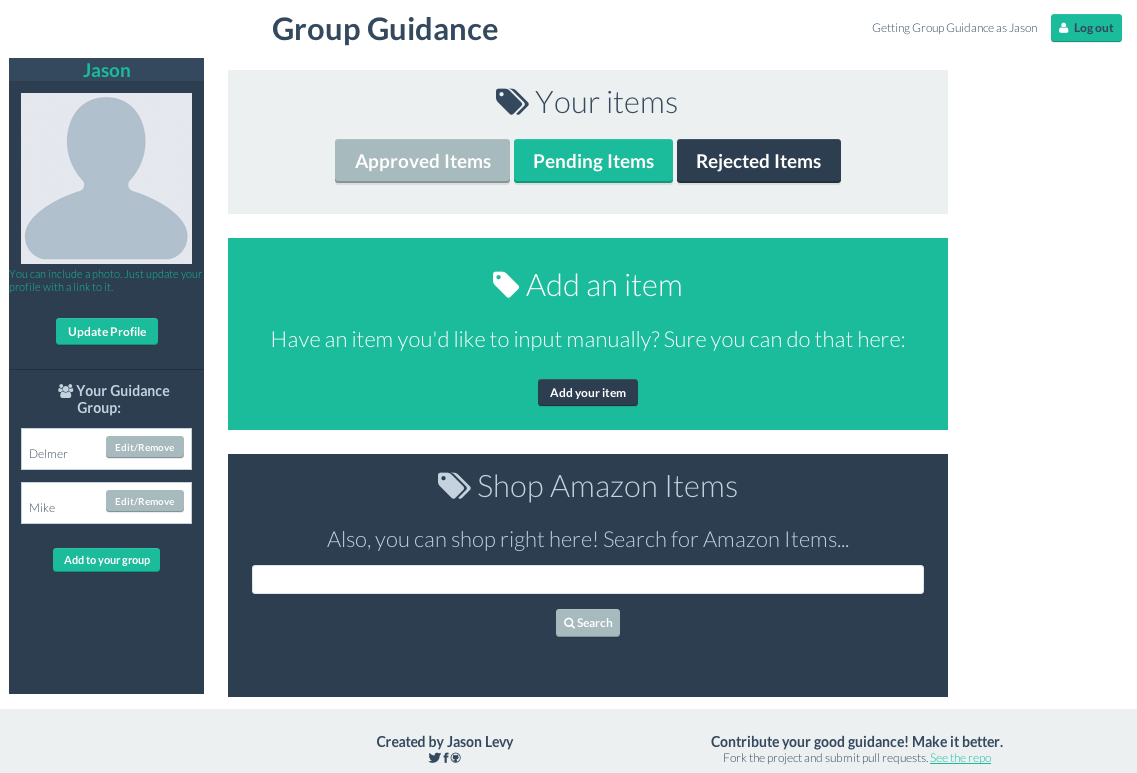 Group Guidance
Getting Group Guidance as Jason
Log out
Jason
You can include a photo. Just update your
profile with a link to it.
Update Profile
Your Guidance
Group:
Delmer
Edit/Remove
Mike
Edit/Remove
Add to your group
Your items
Approved Items
Pending Items
Rejected Items
Add an item
Have an item you'd like to input manually? Sure you can do that here:
Add your item
Shop Amazon Items
Also, you can shop right here! Search for Amazon Items...
Search
Created by Jason Levy
Contribute your good guidance! Make it better.
Fork the project and submit pull requests. See the repo